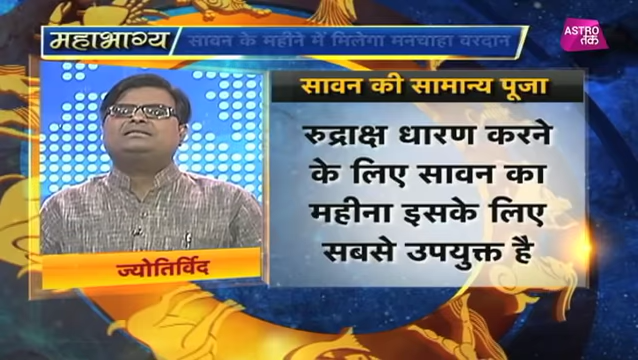 महाभाग्य
सावन के महीने में मिलेगा मनचाहा वरदान
ASTRO
तक
सावन की सामान्य पूजा
रुद्राक्ष धारण करने
के लिए सावन का
महीना इसके लिए
सबसे उपयुक्त है
ज्योतिर्विद